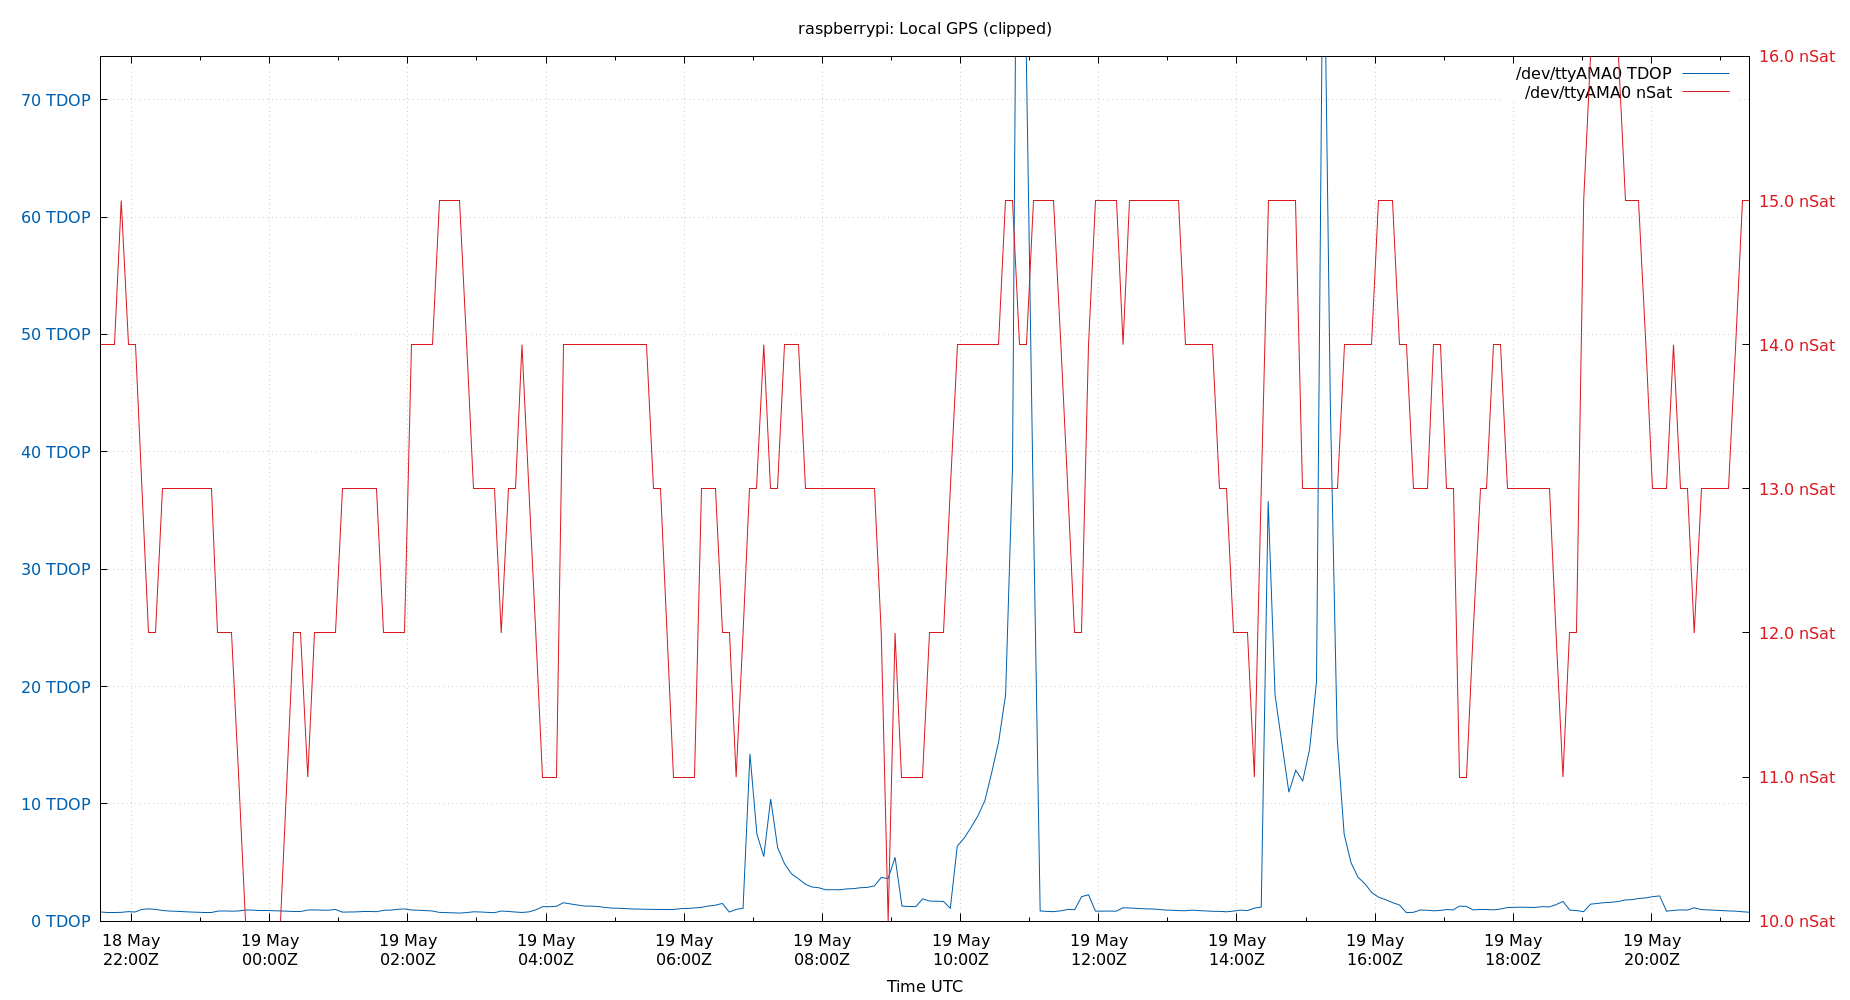 raspberrypi: Local GPS (clipped)
/dev/ttyAMA0 TDOP
/dev/ttyAMA0 nSat
70 TDOP
60 TDOP
50 TDOP
40 TDOP
30 TDOP
20 TDOP
10 TDOP
0 TDOP
16.0 nSat
15.0 nSat
14.0 nSat
13.0 nSat
12.0 nSat
11.0 nSat
10.0 nSat
18 May
22:00Z
19 May
00:00Z
19 May
02:00Z
19 May
04:00Z
19 May
06:00Z
19 May
08:00Z
19 May
10:00Z
19 May
12:00Z
19 May
14:00Z
19 May
16:00Z
19 May
18:00Z
19 May
20:00Z
Time UTC